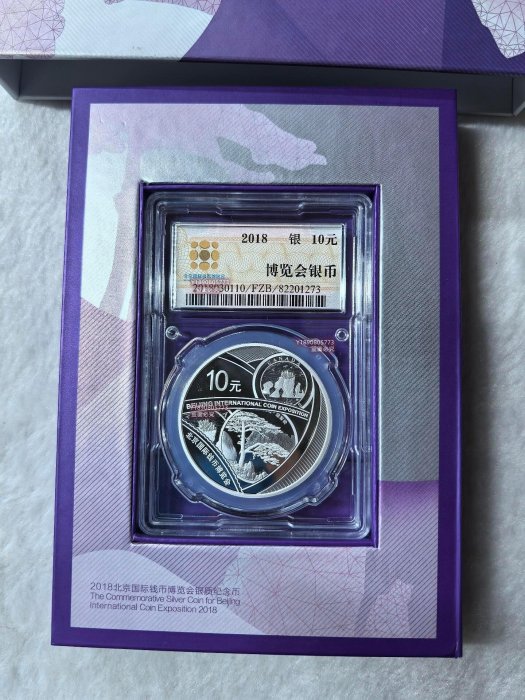 2018 银 10元
博览会银币
2018030110/FZB/82201273
Y1690805773
10元
BEIJING INTERNATIONAL COIN EXPOSITION
北京国际钱币博览会
2018北京国际钱币博览会银质纪念币
The Commemorative Silver Coin for Beijing
International Coin Exposition 2018